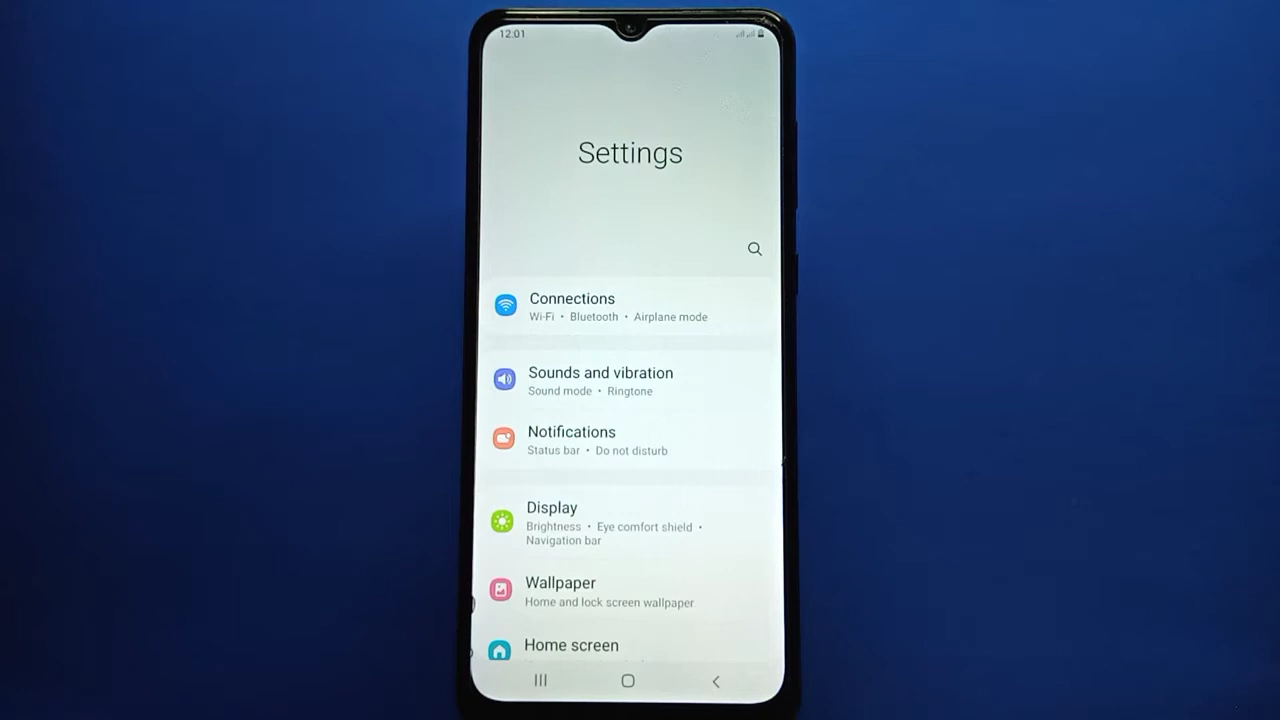 12.01
Settings
Connections
Wi-Fi • Bluetooth • Airplane mode
Sounds and vibration
Sound mode • Ringtone
Notifications
Status bar • Do not disturb
Display
Brightness • Eye comfort shield •
Navigation bar
Wallpaper
Home and lock screen wallpaper
Home screen